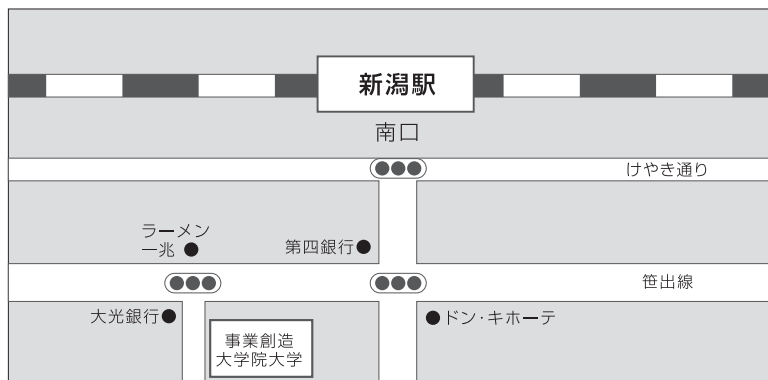 新潟駅
南口
けやき通り
ラーメン
一兆
第四銀行
笹出線
大光銀行
ドン・キホーテ
事業創造
大学院大学